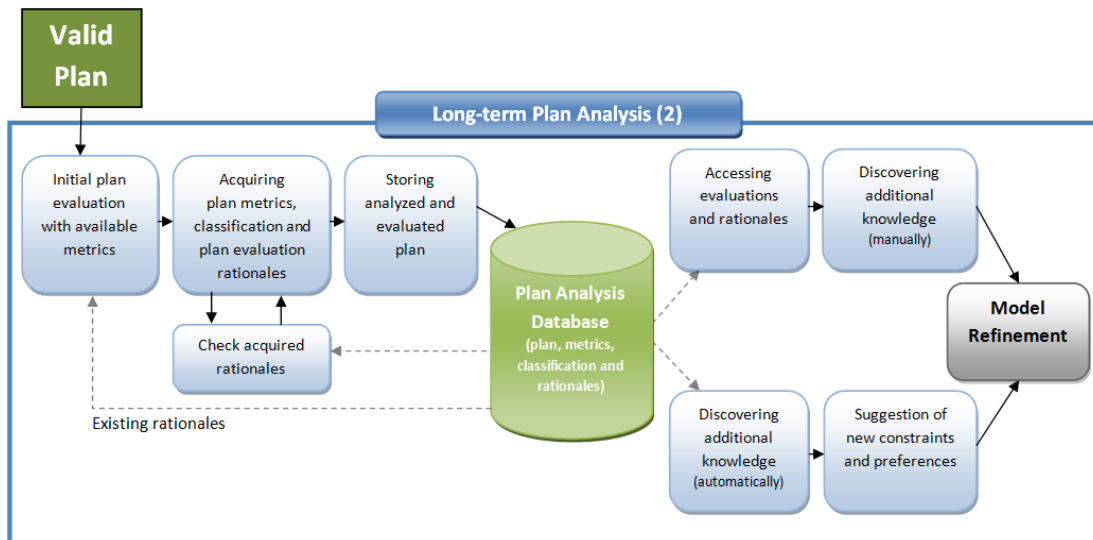 Valid
Plan
Long-term Plan Analysis (2)
Initial plan
evaluation
with available
metrics
Acquiring
plan metrics,
classification and
plan evaluation
rationales
Storing
analyzed and
evaluated
plan
Check acquired
rationales
Existing rationales
Plan Analysis
Database
(plan, metrics,
classification and
rationales)
Accessing
evaluations
and rationales
Discovering
additional
knowledge
(manually)
Discovering
additional
knowledge
(automatically)
Suggestion of
new constraints
and preferences
Model
Refinement